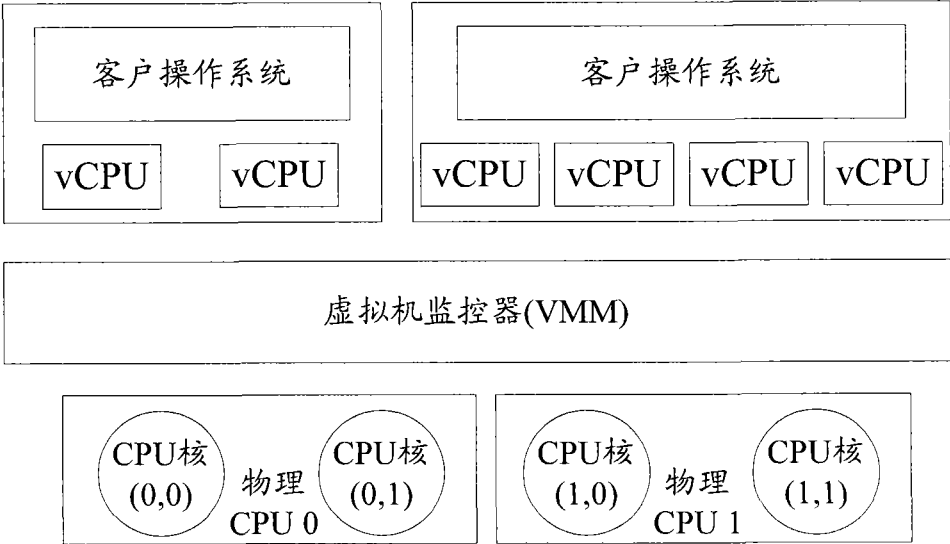 客户操作系统
客户操作系统
vCPU vCPU
vCPU vCPU vCPU vCPU
虚拟机监控器(VMM)
CPU核
(0,0)
物理
CPU 0
CPU核
(0,1)
CPU核
(1,0)
物理
CPU 1
CPU核
(1,1)